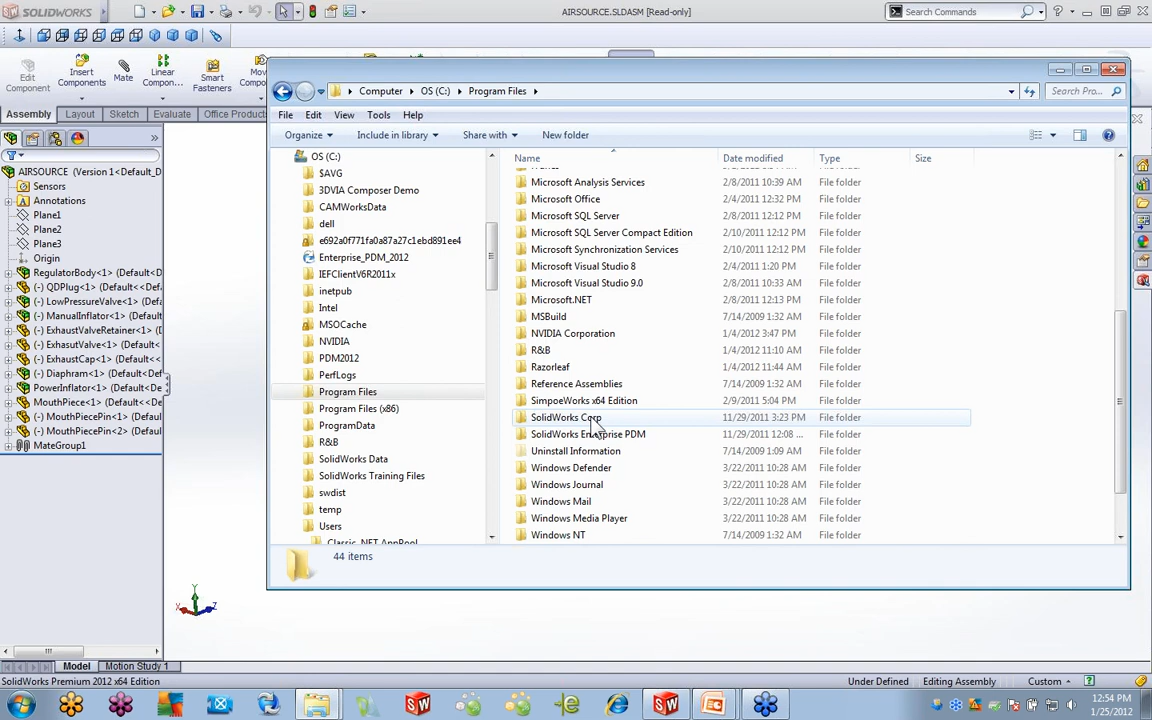 SOLIDWORKS
AIRSOURCE.SLDASM [Read-only]
Search Commands
Edit Component
Insert Components
Mate
Linear Compon...
Smart Fasteners
Mov Compo
Assembly
Layout
Sketch
Evaluate
Office Product
AIRSOURCE (Version 1<Default_D
Sensors
Annotations
Plane1
Plane2
Plane3
Origin
RegulatorBody<1> (Default<D
(-) QDPlug<1> (Default<<Def
(-) LowPressureValve<1> (Def
(-) ManualInflator<1> (Default
(-) ExhaustValveRetainer<1> (D
(-) ExhasutValve<1> (Default<
(-) ExhaustCap<1> (Default<<
(-) Diaphram<1> (Default<<D
PowerInflator<1> (Default<De
MouthPiece<1> (Default<<De
(-) MouthPiecePin<1> (Default
(-) MouthPiecePin<2> (Default
MateGroup1
Computer
OS (C:)
Program Files
Search Pro...
File
Edit
View
Tools
Help
Organize
Include in library
Share with
New folder
OS (C:)
$AVG
3DVIA Composer Demo
CAMWorksData
dell
e692a0f771fa0a87a27c1ebd891ee4
Enterprise_PDM_2012
IEFClientV6R2011x
inetpub
Intel
MSOCache
NVIDIA
PDM2012
PerfLogs
Program Files
Program Files (x86)
ProgramData
R&B
SolidWorks Data
SolidWorks Training Files
swdist
temp
Users
Classic .NET AppPool
Name Date modified Type Size
Microsoft Analysis Services 2/8/2011 10:39 AM File folder
Microsoft Office 2/4/2011 12:32 PM File folder
Microsoft SQL Server 2/8/2011 12:12 PM File folder
Microsoft SQL Server Compact Edition 2/10/2011 12:12 PM File folder
Microsoft Synchronization Services 2/10/2011 12:12 PM File folder
Microsoft Visual Studio 8 2/4/2011 1:20 PM File folder
Microsoft Visual Studio 9.0 2/8/2011 10:33 AM File folder
Microsoft.NET 2/8/2011 12:13 PM File folder
MSBuild 7/14/2009 1:32 AM File folder
NVIDIA Corporation 1/4/2012 3:47 PM File folder
R&B 1/4/2012 11:10 AM File folder
Razorleaf 1/4/2012 11:44 AM File folder
Reference Assemblies 7/14/2009 1:32 AM File folder
SimpoeWorks x64 Edition 2/9/2011 5:04 PM File folder
SolidWorks Corp 11/29/2011 3:23 PM File folder
SolidWorks Enterprise PDM 11/29/2011 12:08 ... File folder
Uninstall Information 7/14/2009 1:09 AM File folder
Windows Defender 3/22/2011 10:28 AM File folder
Windows Journal 3/22/2011 10:28 AM File folder
Windows Mail 3/22/2011 10:28 AM File folder
Windows Media Player 3/22/2011 10:28 AM File folder
Windows NT 7/14/2009 1:32 AM File folder
44 items
Y
X
Z
Model
Motion Study 1
SolidWorks Premium 2012 x64 Edition
Under Defined
Editing Assembly
Custom
12:54 PM
1/25/2012